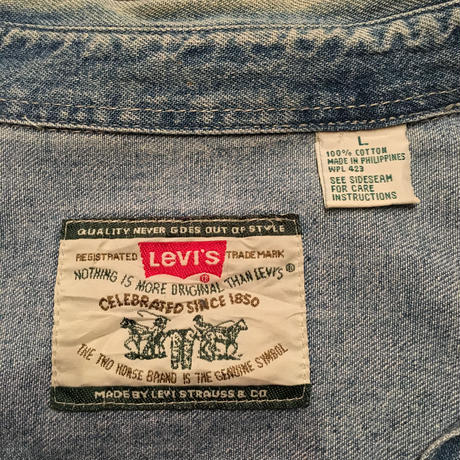 L
100% COTTON
MADE IN PHILIPPINES
WPL 423
SEE SIDESEAM
FOR CARE
INSTRUCTIONS
QUALITY NEVER GOES OUT OF STYLE
REGISTRATED LEVI'S TRADEMARK
NOTHING IS MORE ORIGINAL THAN LEVI'S ®
CELEBRATED SINCE 1850
THE TWO HORSE BRAND IS THE GENUINE SYMBOL
MADE BY LEVI STRAUSS & CO.